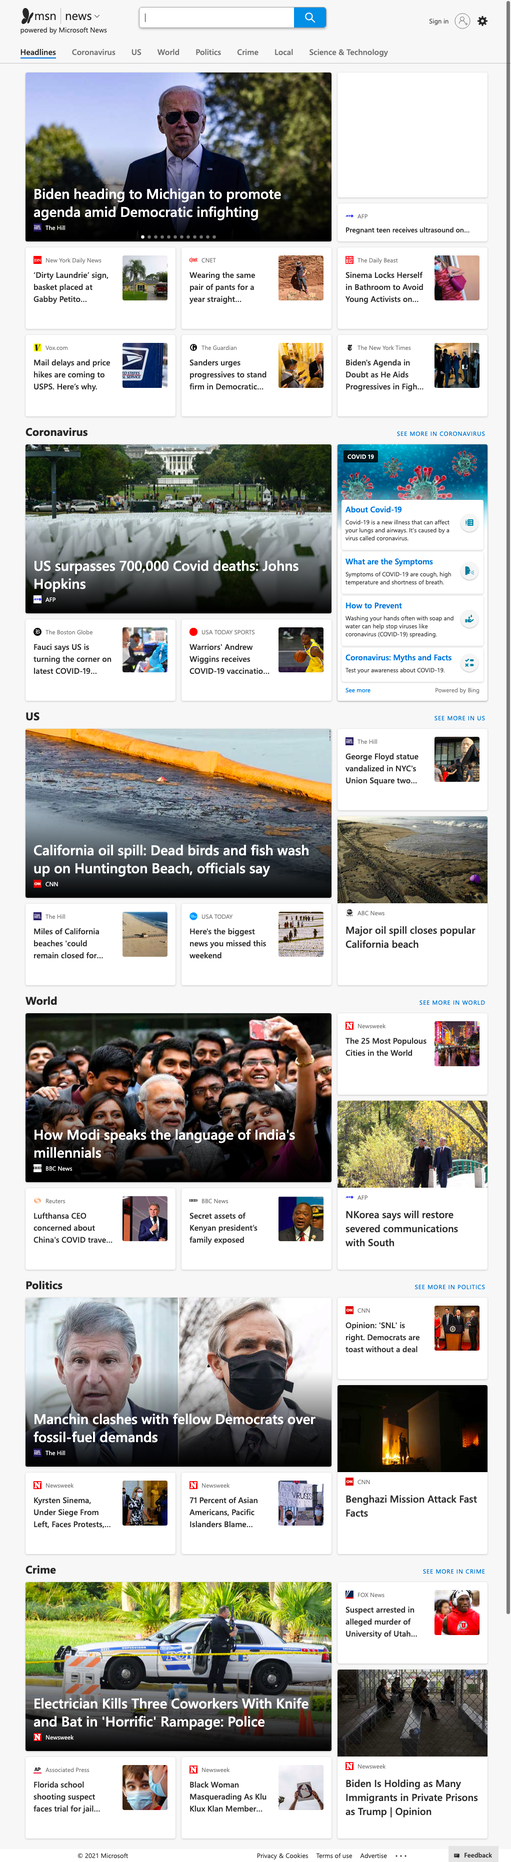 msn news
powered by Microsoft News
Sign in
Headlines Coronavirus US World Politics Crime Local Science & Technology
Biden heading to Michigan to promote
agenda amid Democratic infighting
The Hill
AFP
Pregnant teen receives ultrasound on...
New York Daily News
'Dirty Laundrie' sign,
basket placed at
Gabby Petito...
CNET
Wearing the same
pair of pants for a
year straight...
The Daily Beast
Sinema Locks Herself
in Bathroom to Avoid
Young Activists on...
Vox.com
Mail delays and price
hikes are coming to
USPS. Here's why.
The Guardian
Sanders urges
progressives to stand
firm in Democratic...
The New York Times
Biden's Agenda in
Doubt as He Aids
Progressives in Figh...
Coronavirus
SEE MORE IN CORONAVIRUS
US surpasses 700,000 Covid deaths: Johns
Hopkins
AFP
COVID 19
About Covid-19
Covid-19 is a new illness that can affect
your lungs and airways. It's caused by a
virus called coronavirus.
What are the Symptoms
Symptoms of COVID-19 are cough, high
temperature and shortness of breath.
How to Prevent
Washing your hands often with soap and
water can help stop viruses like
coronavirus (COVID-19) spreading.
Coronavirus: Myths and Facts
Test your awareness about COVID-19.
See more
Powered by Bing
The Boston Globe
Fauci says US is
turning the corner on
latest COVID-19...
USA TODAY SPORTS
Warriors' Andrew
Wiggins receives
COVID-19 vaccinatio...
US
SEE MORE IN US
California oil spill: Dead birds and fish wash
up on Huntington Beach, officials say
CNN
The Hill
George Floyd statue
vandalized in NYC's
Union Square two...
ABC News
Major oil spill closes popular
California beach
The Hill
Miles of California
beaches 'could
remain closed for...
USA TODAY
Here's the biggest
news you missed this
weekend
World
SEE MORE IN WORLD
How Modi speaks the language of India's
millennials
BBC News
Newsweek
The 25 Most Populous
Cities in the World
AFP
NKorea says will restore
severed communications
with South
Reuters
Lufthansa CEO
concerned about
China's COVID trave...
BBC News
Secret assets of
Kenyan president's
family exposed
Politics
SEE MORE IN POLITICS
Manchin clashes with fellow Democrats over
fossil-fuel demands
The Hill
CNN
Opinion: 'SNL' is
right. Democrats are
toast without a deal
CNN
Benghazi Mission Attack Fast
Facts
Newsweek
Kyrsten Sinema,
Under Siege From
Left, Faces Protests,...
Newsweek
71 Percent of Asian
Americans, Pacific
Islanders Blame...
Crime
SEE MORE IN CRIME
Electrician Kills Three Coworkers With Knife
and Bat in 'Horrific' Rampage: Police
Newsweek
FOX News
Suspect arrested in
alleged murder of
University of Utah...
Newsweek
Biden Is Holding as Many
Immigrants in Private Prisons
as Trump | Opinion
Associated Press
Florida school
shooting suspect
faces trial for jail...
Newsweek
Black Woman
Masquerading As Klu
Klux Klan Member...
© 2021 Microsoft
Privacy & Cookies Terms of use Advertise ...
Feedback